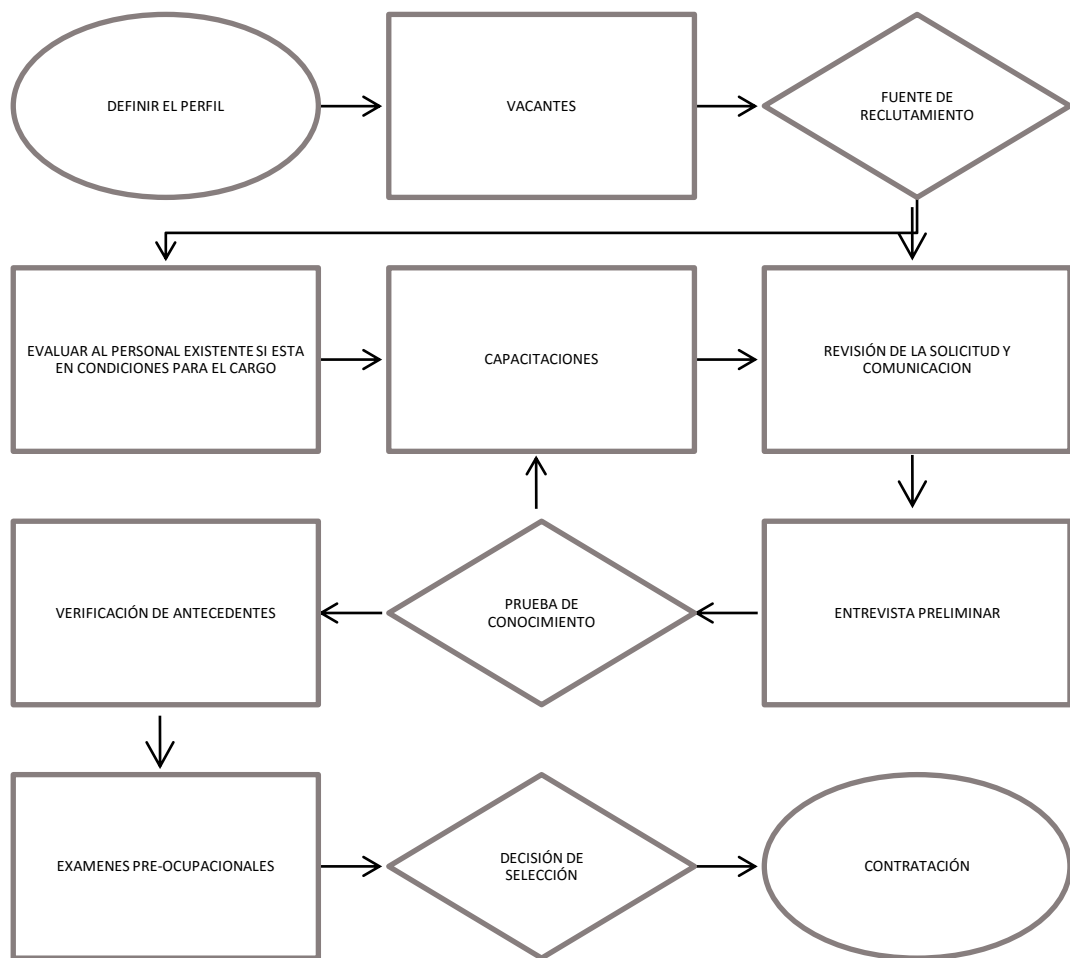 DEFINIR EL PERFIL
VACANTES
FUENTE DE
RECLUTAMIENTO
EVALUAR AL PERSONAL EXISTENTE SI ESTA
EN CONDICIONES PARA EL CARGO
CAPACITACIONES
REVISIÓN DE LA SOLICITUD Y
COMUNICACION
VERIFICACIÓN DE ANTECEDENTES
PRUEBA DE
CONOCIMIENTO
ENTREVISTA PRELIMINAR
EXAMENES PRE-OCUPACIONALES
DECISIÓN DE
SELECCIÓN
CONTRATACIÓN